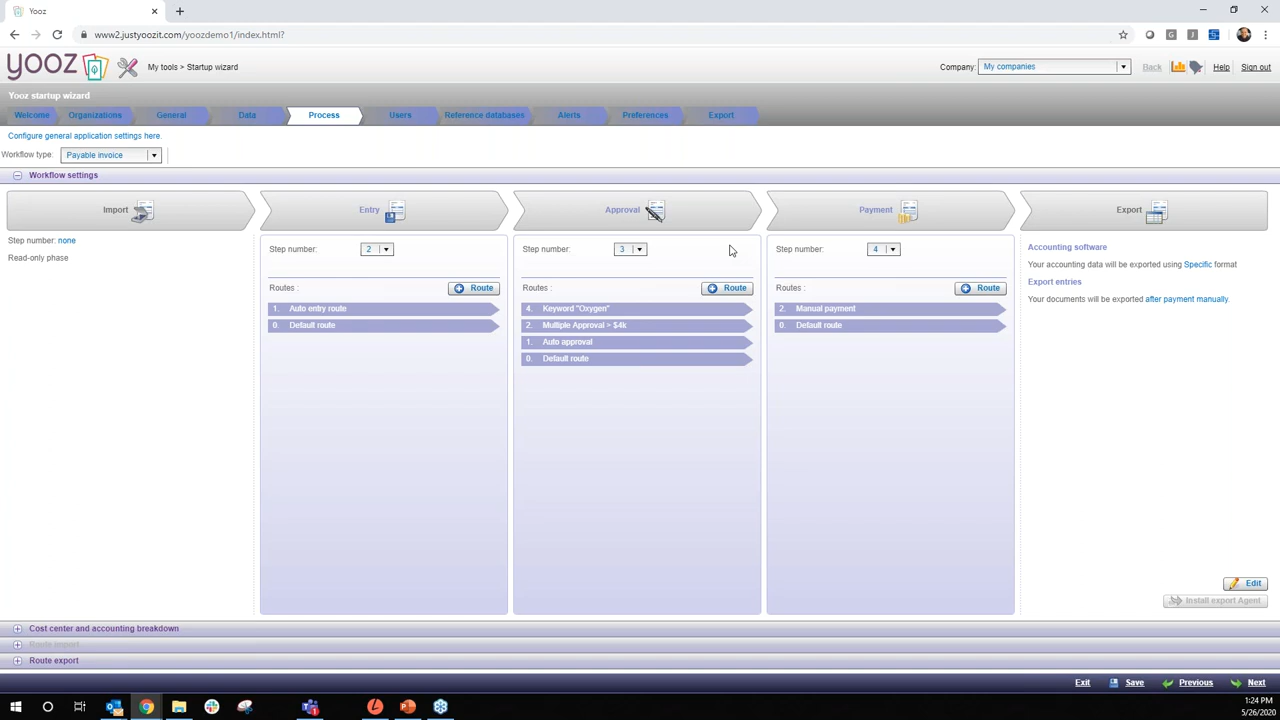 Yooz
www2.justyoozit.com/yoozdemo1/index.html?
yooz
My tools > Startup wizard
Company: My companies Back Help Sign out
Yooz startup wizard
Welcome Organizations General Data Process Users Reference databases Alerts Preferences Export
Configure general application settings here.
Workflow type: Payable invoice
Workflow settings
Import Entry Approval Payment Export
Step number: none
Read-only phase
Step number: 2
Routes :
Route
1. Auto entry route
0. Default route
Step number: 3
Routes :
Route
4. Keyword "Oxygen"
2. Multiple Approval > $4k
1. Auto approval
0. Default route
Step number: 4
Routes :
Route
2. Manual payment
0. Default route
Accounting software
Your accounting data will be exported using Specific format
Export entries
Your documents will be exported after payment manually.
Edit
Install export Agent
Cost center and accounting breakdown
Route import
Route export
Exit Save Previous Next
1:24 PM
5/26/2020